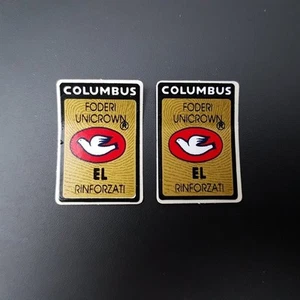 COLUMBUS
FODERI
UNICROWN
®
EL
RINFORZATI
COLUMBUS
FODERI
UNICROWN
®
EL
RINFORZATI